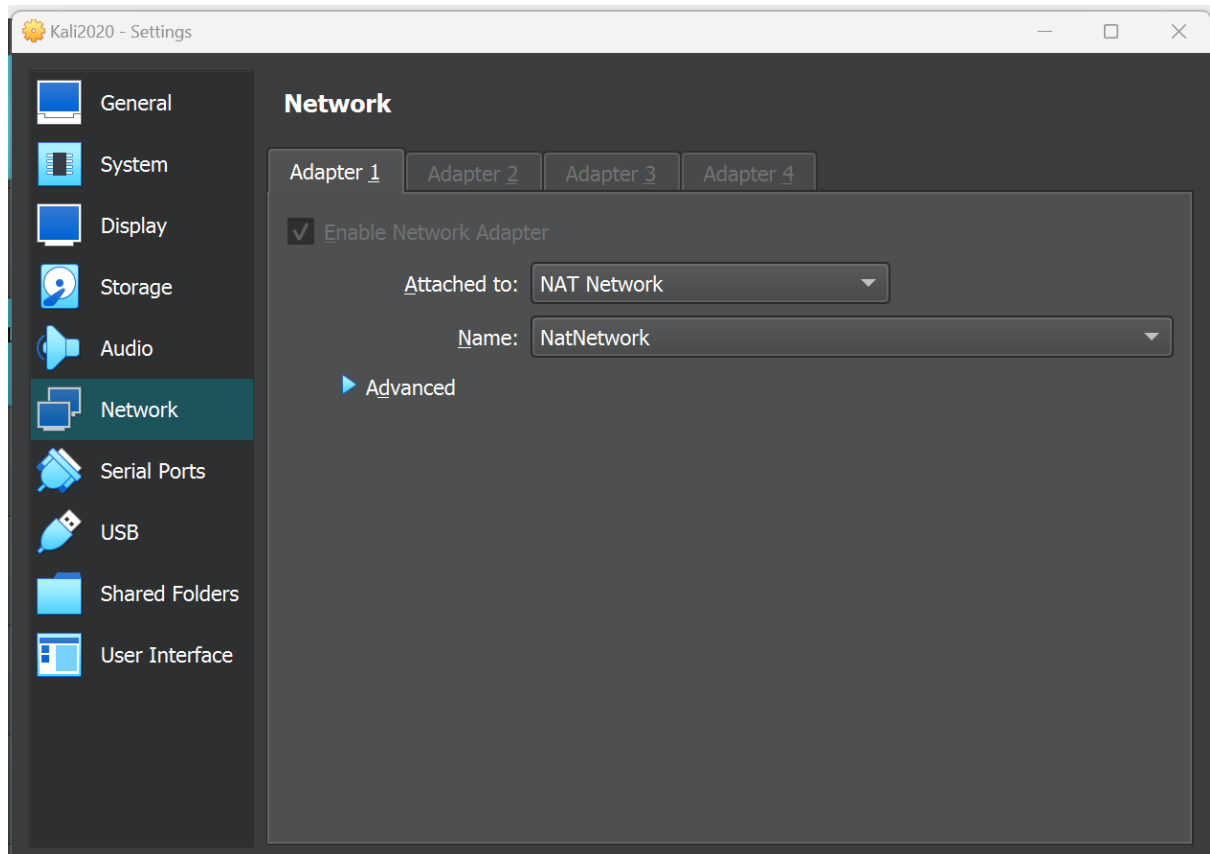 Kali2020 - Settings
General
System
Display
Storage
Audio
Network
Serial Ports
USB
Shared Folders
User Interface
Network
Adapter 1
Adapter 2
Adapter 3
Adapter 4
Enable Network Adapter
Attached to: NAT Network
Name: NatNetwork
Advanced